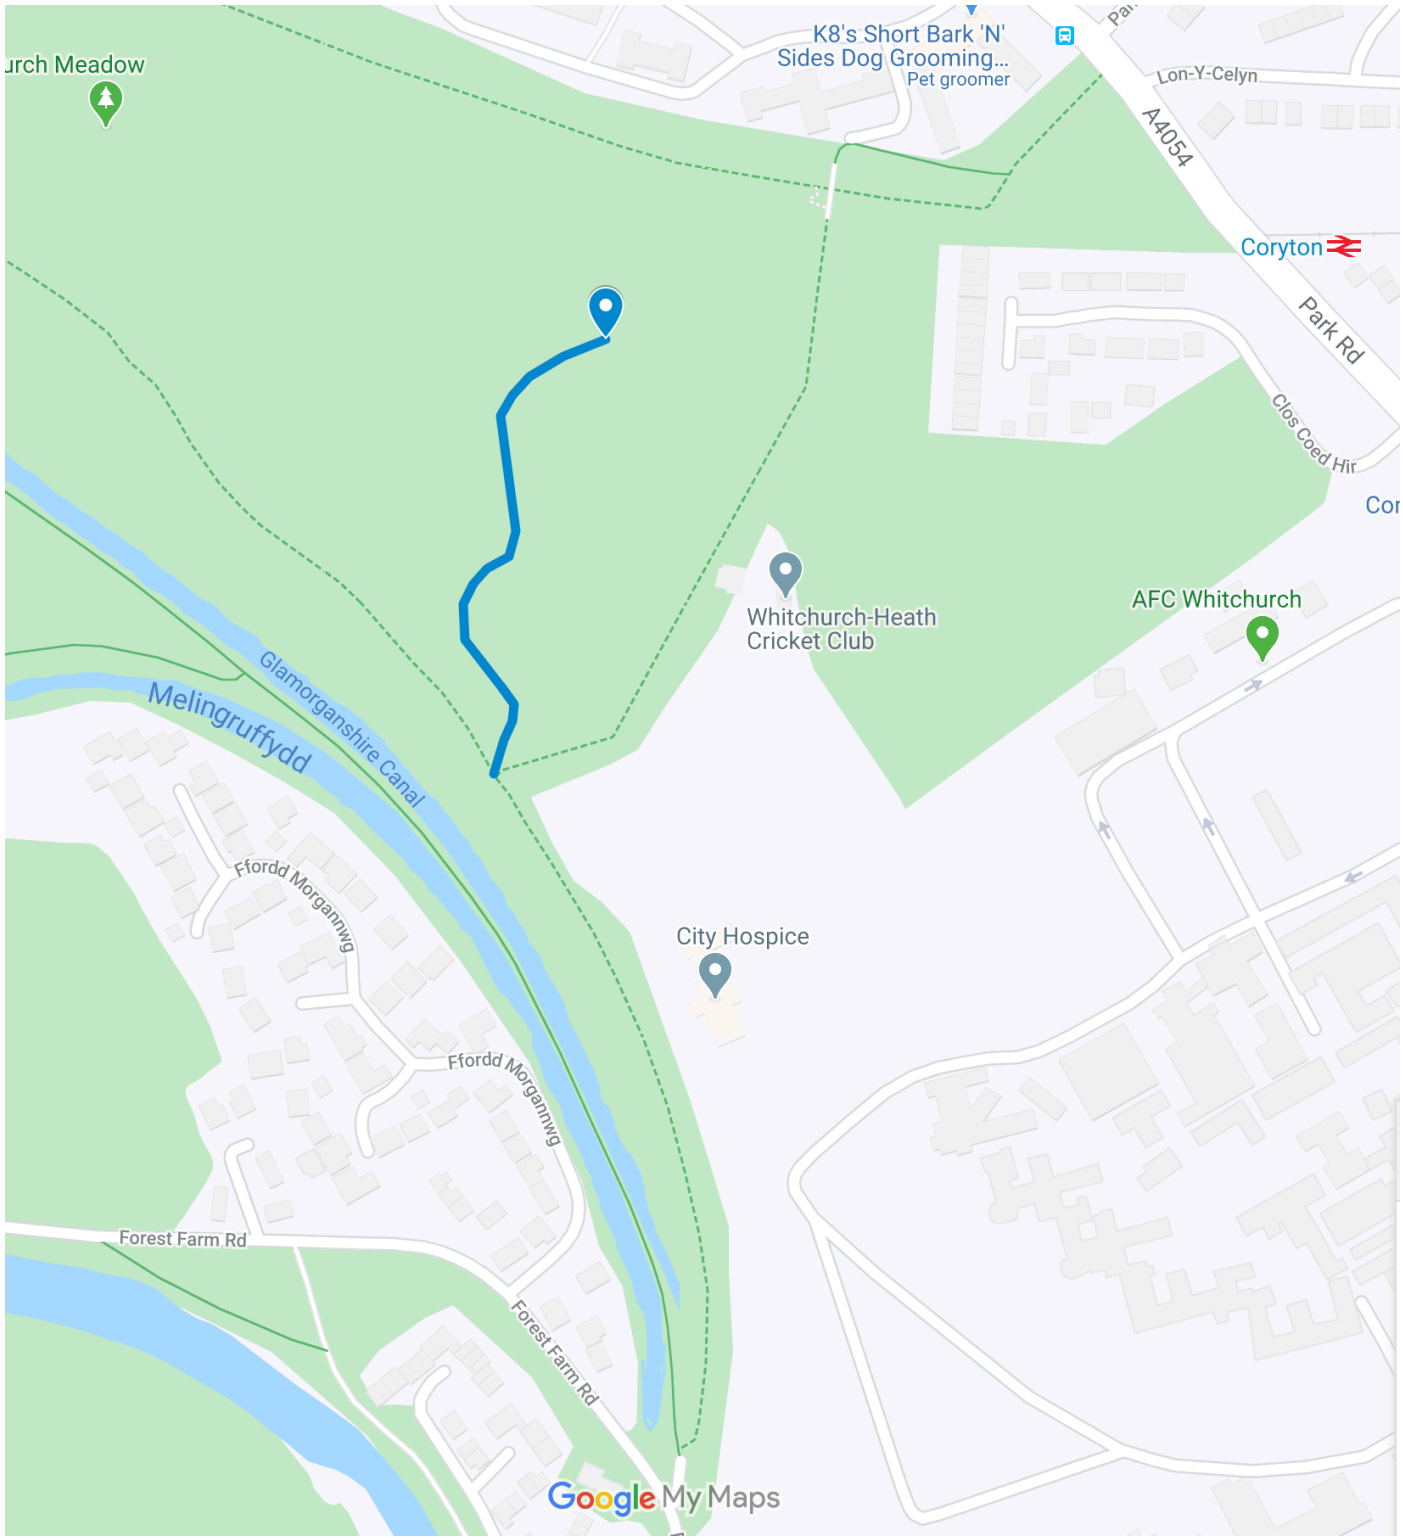 K8's Short Bark 'N'
Sides Dog Grooming...
Pet groomer
urch Meadow
Lon-Y-Celyn
A4054
Coryton
Park Rd
Clos Coed Hir
Cor
Whitchurch-Heath
Cricket Club
AFC Whitchurch
Glamorganshire Canal
Melingruffydd
Ffordd Morgannwg
City Hospice
Ffordd Morgannwg
Forest Farm Rd
Forest Farm Rd
Google My Maps